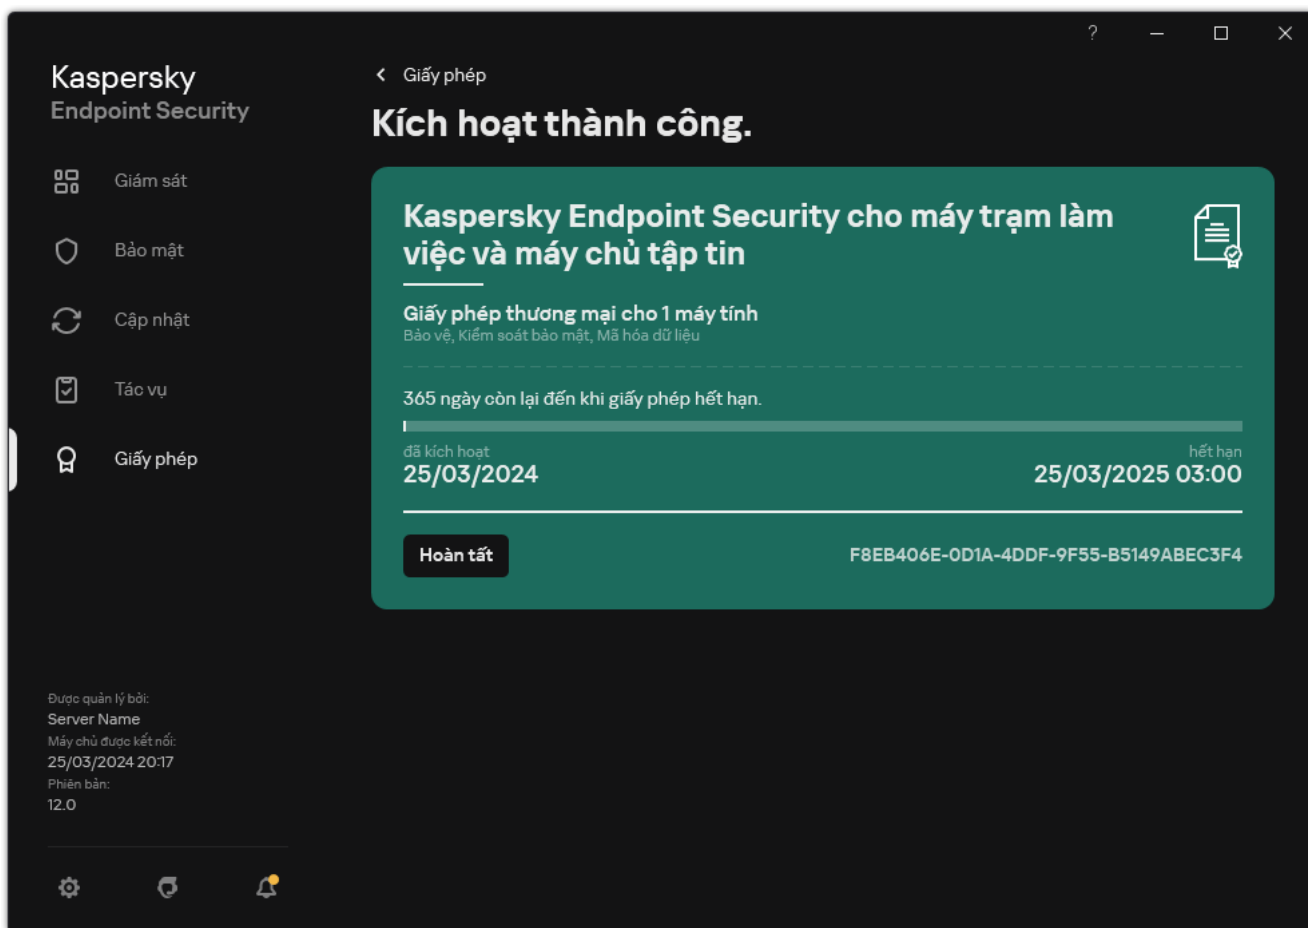 ?
Kaspersky
Endpoint Security
Giám sát
Bảo mật
Cập nhật
Tác vụ
Giấy phép
Được quản lý bởi:
Server Name
Máy chủ được kết nối:
25/03/2024 20:17
Phiên bản:
12.0
Giấy phép
Kích hoạt thành công.
Kaspersky Endpoint Security cho máy trạm làm
việc và máy chủ tập tin
Giấy phép thương mại cho 1 máy tính
Bảo vệ, Kiểm soát bảo mật, Mã hóa dữ liệu
365 ngày còn lại đến khi giấy phép hết hạn.
đã kích hoạt
25/03/2024
hết hạn
25/03/2025 03:00
Hoàn tất
F8EB406E-0D1A-4DDF-9F55-B5149ABEC3F4